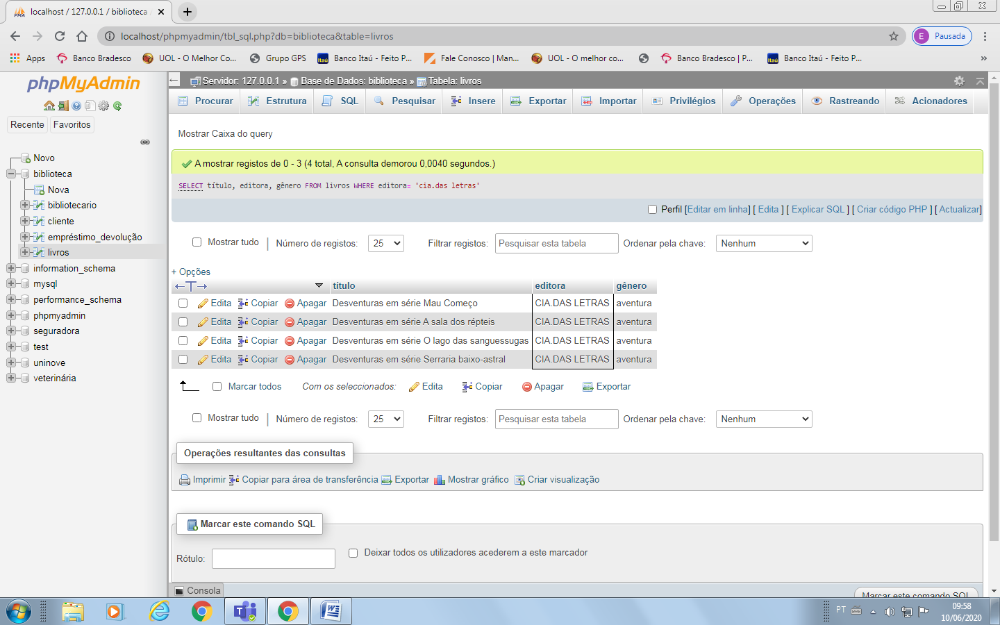 localhost / 127.0.0.1 / biblioteca
localhost/phpmyadmin/tbl_sql.php?db=biblioteca&table=livros
E Pausada
Apps Banco Bradesco UOL - O Melhor Co... Grupo GPS Itaú Banco Itaú - Feito P... Fale Conosco | Man... UOL - O melhor co... Banco Bradesco | P... Itaú Banco Itaú - Feito P... »
phpMyAdmin
Recente Favoritos
Novo
biblioteca
Nova
bibliotecario
cliente
empréstimo_devolução
livros
information_schema
mysql
performance_schema
phpmyadmin
seguradora
test
uninove
veterinária
Servidor: 127.0.0.1 » Base de Dados: biblioteca » Tabela: livros
Procurar Estrutura SQL Pesquisar Insere Exportar Importar Privilégios Operações Rastreando Acionadores
Mostrar Caixa do query
A mostrar registos de 0 - 3 (4 total, A consulta demorou 0,0040 segundos.)
SELECT título, editora, gênero FROM livros WHERE editora= 'cia.das letras'
Perfil [Editar em linha] [ Edita ] [ Explicar SQL ] [ Criar código PHP ] [ Actualizar]
Mostrar tudo | Número de registos: 25 Filtrar registos: Pesquisar esta tabela Ordenar pela chave: Nenhum
+ Opções
←T→ título editora gênero
Edita Copiar Apagar Desventuras em série Mau Começo CIA.DAS LETRAS aventura
Edita Copiar Apagar Desventuras em série A sala dos répteis CIA.DAS LETRAS aventura
Edita Copiar Apagar Desventuras em série O lago das sanguessugas CIA.DAS LETRAS aventura
Edita Copiar Apagar Desventuras em série Serraria baixo-astral CIA.DAS LETRAS aventura
Marcar todos Com os seleccionados: Edita Copiar Apagar Exportar
Mostrar tudo | Número de registos: 25 Filtrar registos: Pesquisar esta tabela Ordenar pela chave: Nenhum
Operações resultantes das consultas
Imprimir Copiar para área de transferência Exportar Mostrar gráfico Criar visualização
Marcar este comando SQL
Rótulo: Deixar todos os utilizadores acederem a este marcador
Consola
Marcar este comando SQL
PT 09:58
10/06/2020